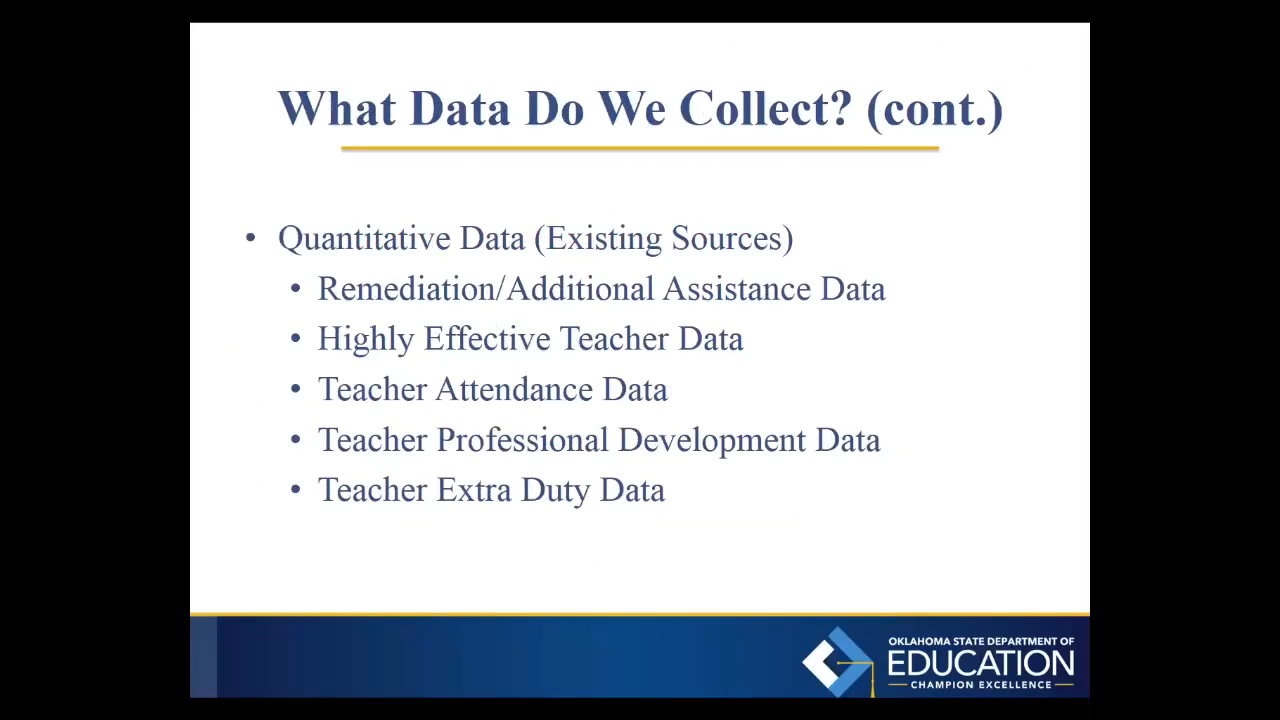 What Data Do We Collect? (cont.)
• Quantitative Data (Existing Sources)
• Remediation/Additional Assistance Data
• Highly Effective Teacher Data
• Teacher Attendance Data
• Teacher Professional Development Data
• Teacher Extra Duty Data
OKLAHOMA STATE DEPARTMENT OF
EDUCATION
CHAMPION EXCELLENCE